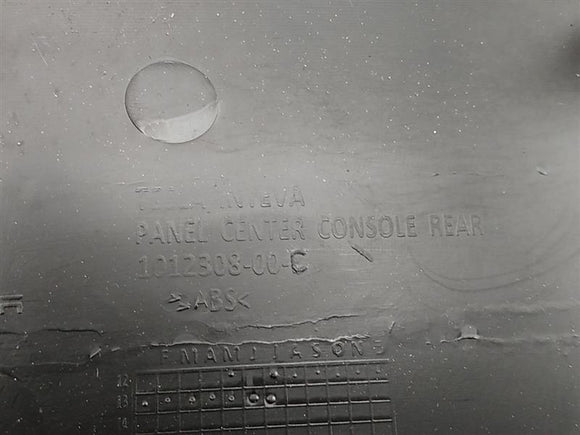 INTEVA
PANEL CENTER CONSOLE REAR
1012308-00-C
>ABS<
F M A M J J A S O N D
12
13
14